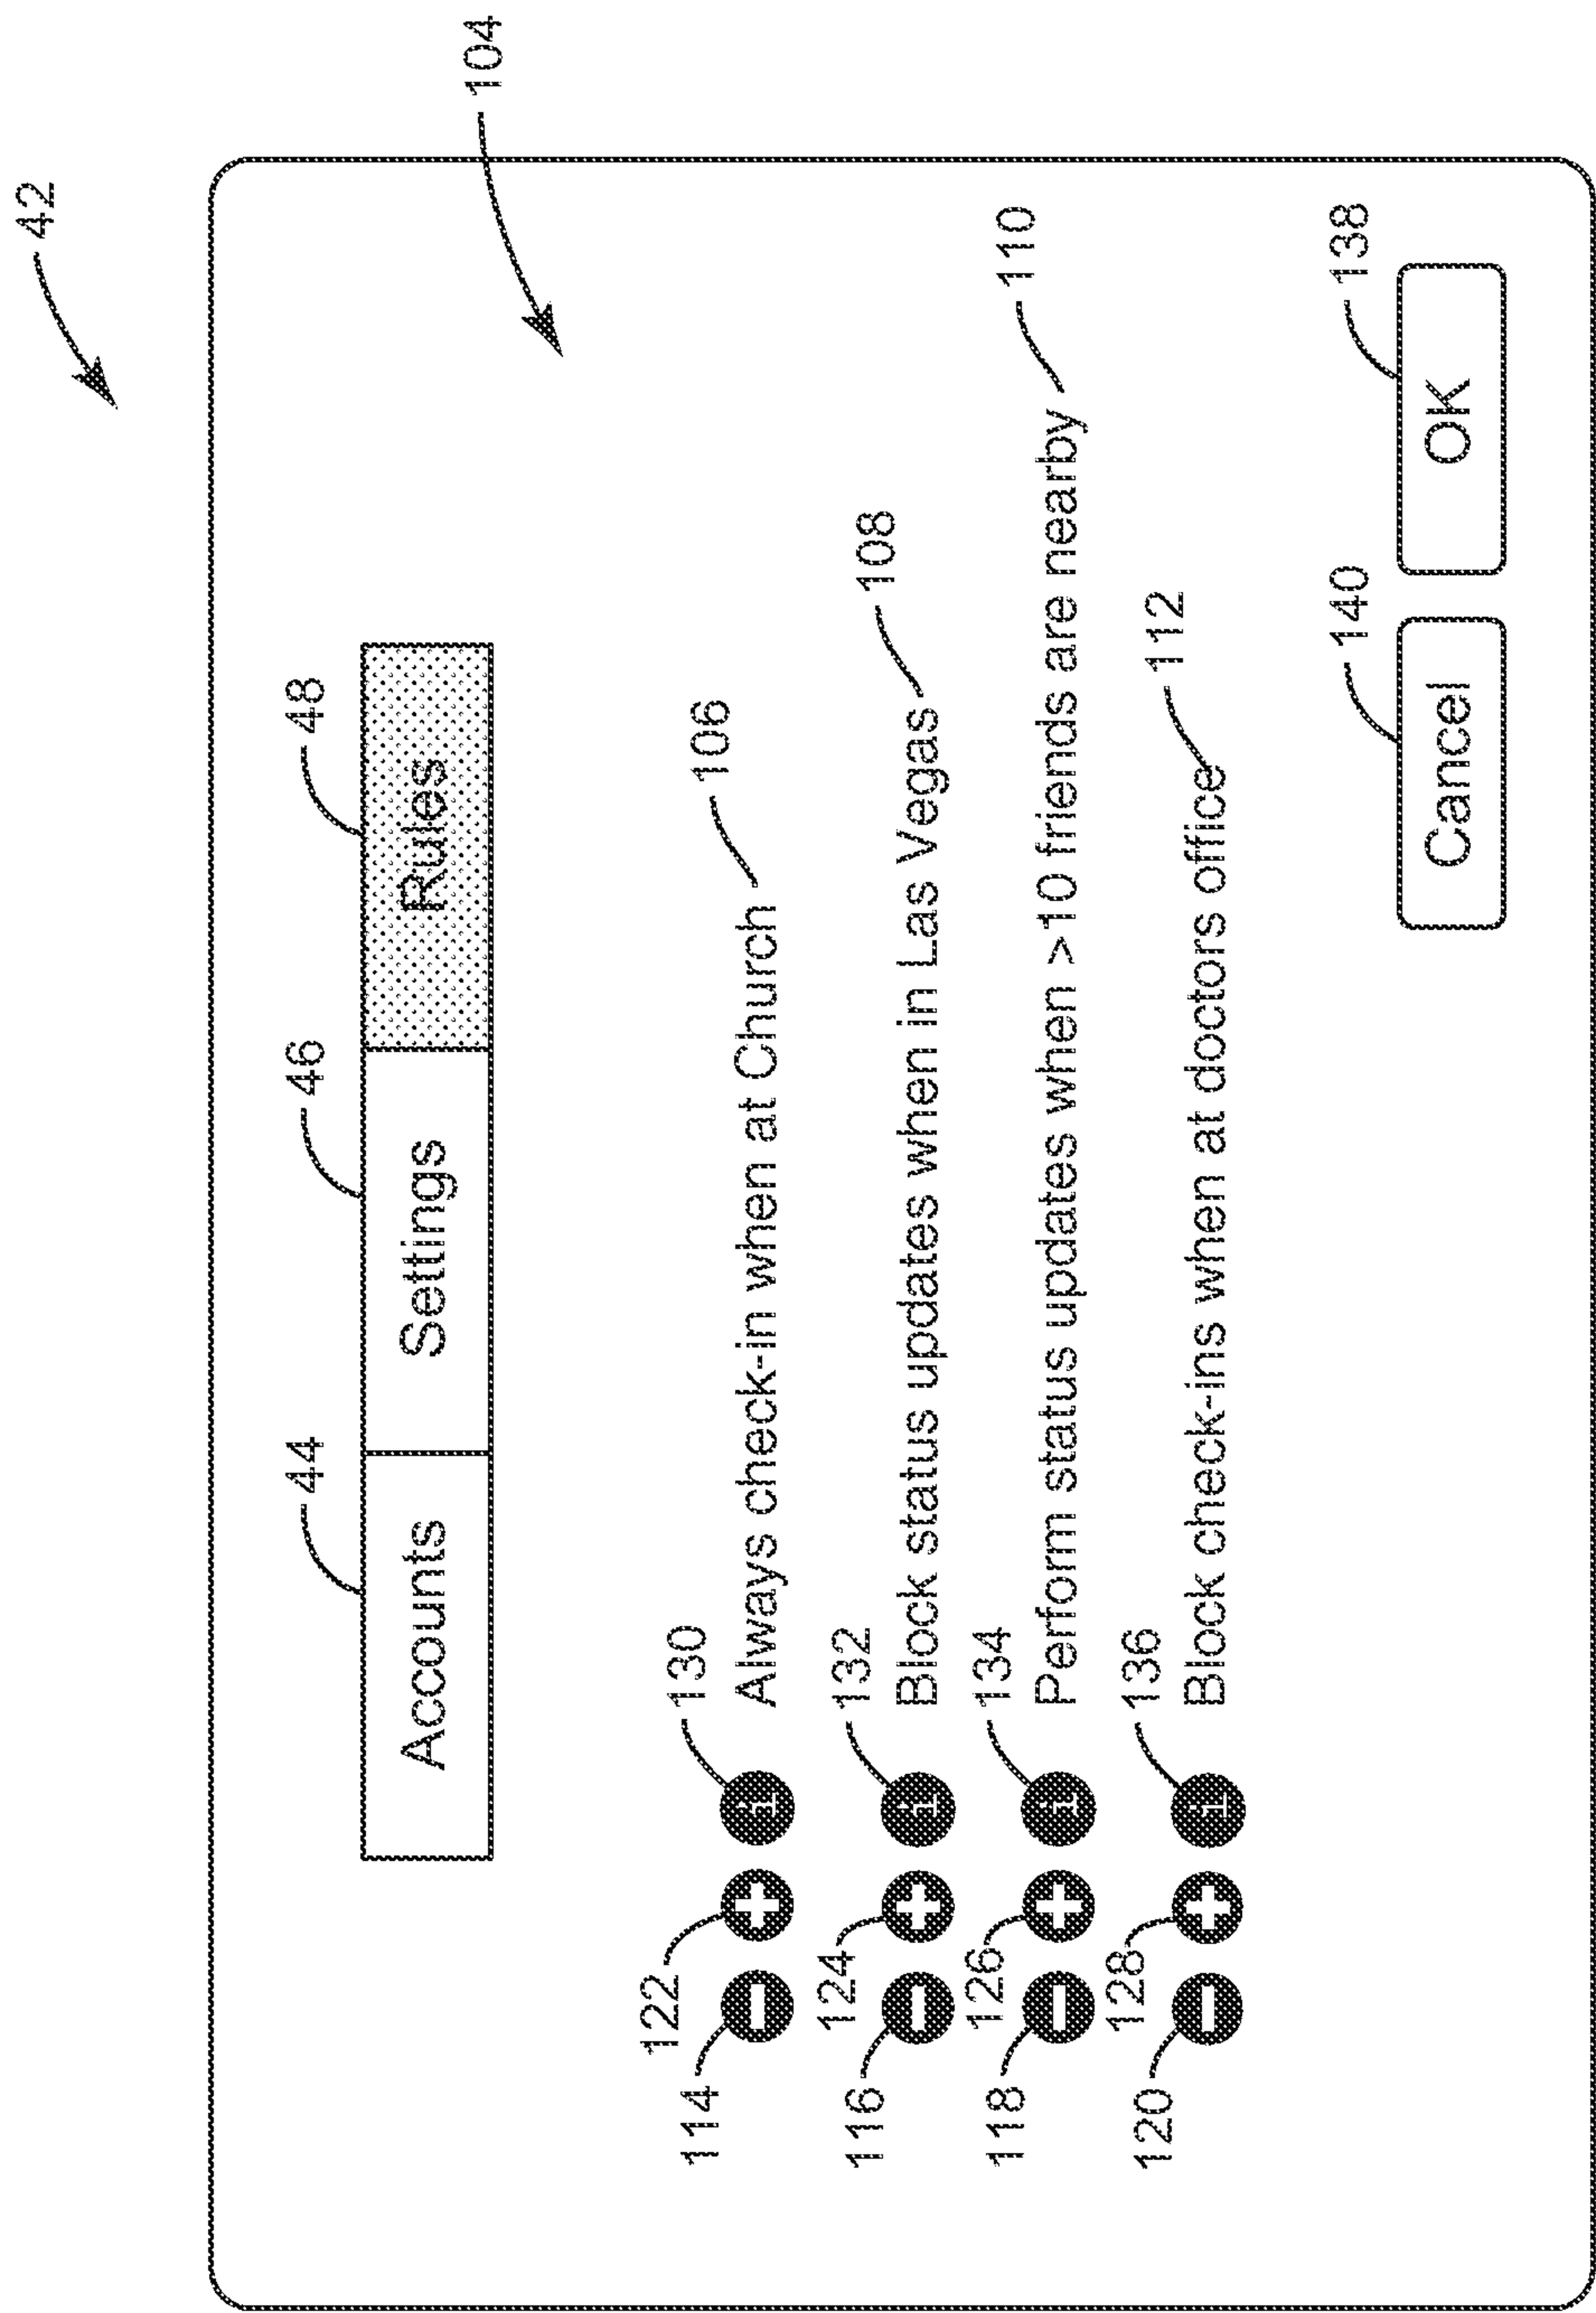 42
104
44 46 48
Accounts Settings Rules
122 130 106
114 Always check-in when at Church
124 132 108
116 Block status updates when in Las Vegas
126 134 110
118 Perform status updates when >10 friends are nearby
128 136 112
120 Block check-ins when at doctors office
140 138
Cancel OK